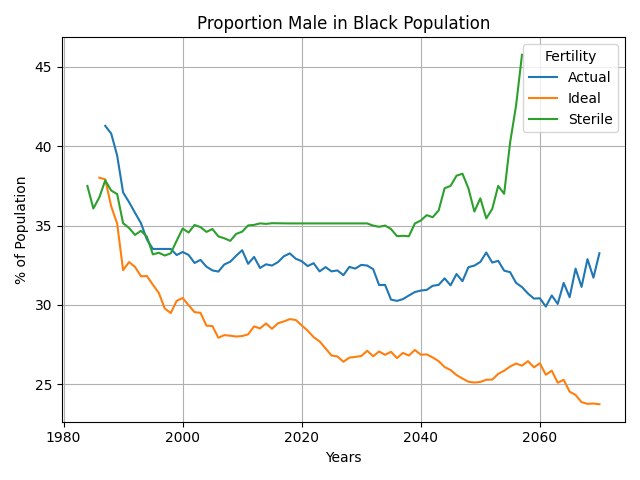 Proportion Male in Black Population
Fertility
Actual
Ideal
Sterile
% of Population
45
40
35
30
25
1980
2000
2020
2040
2060
Years